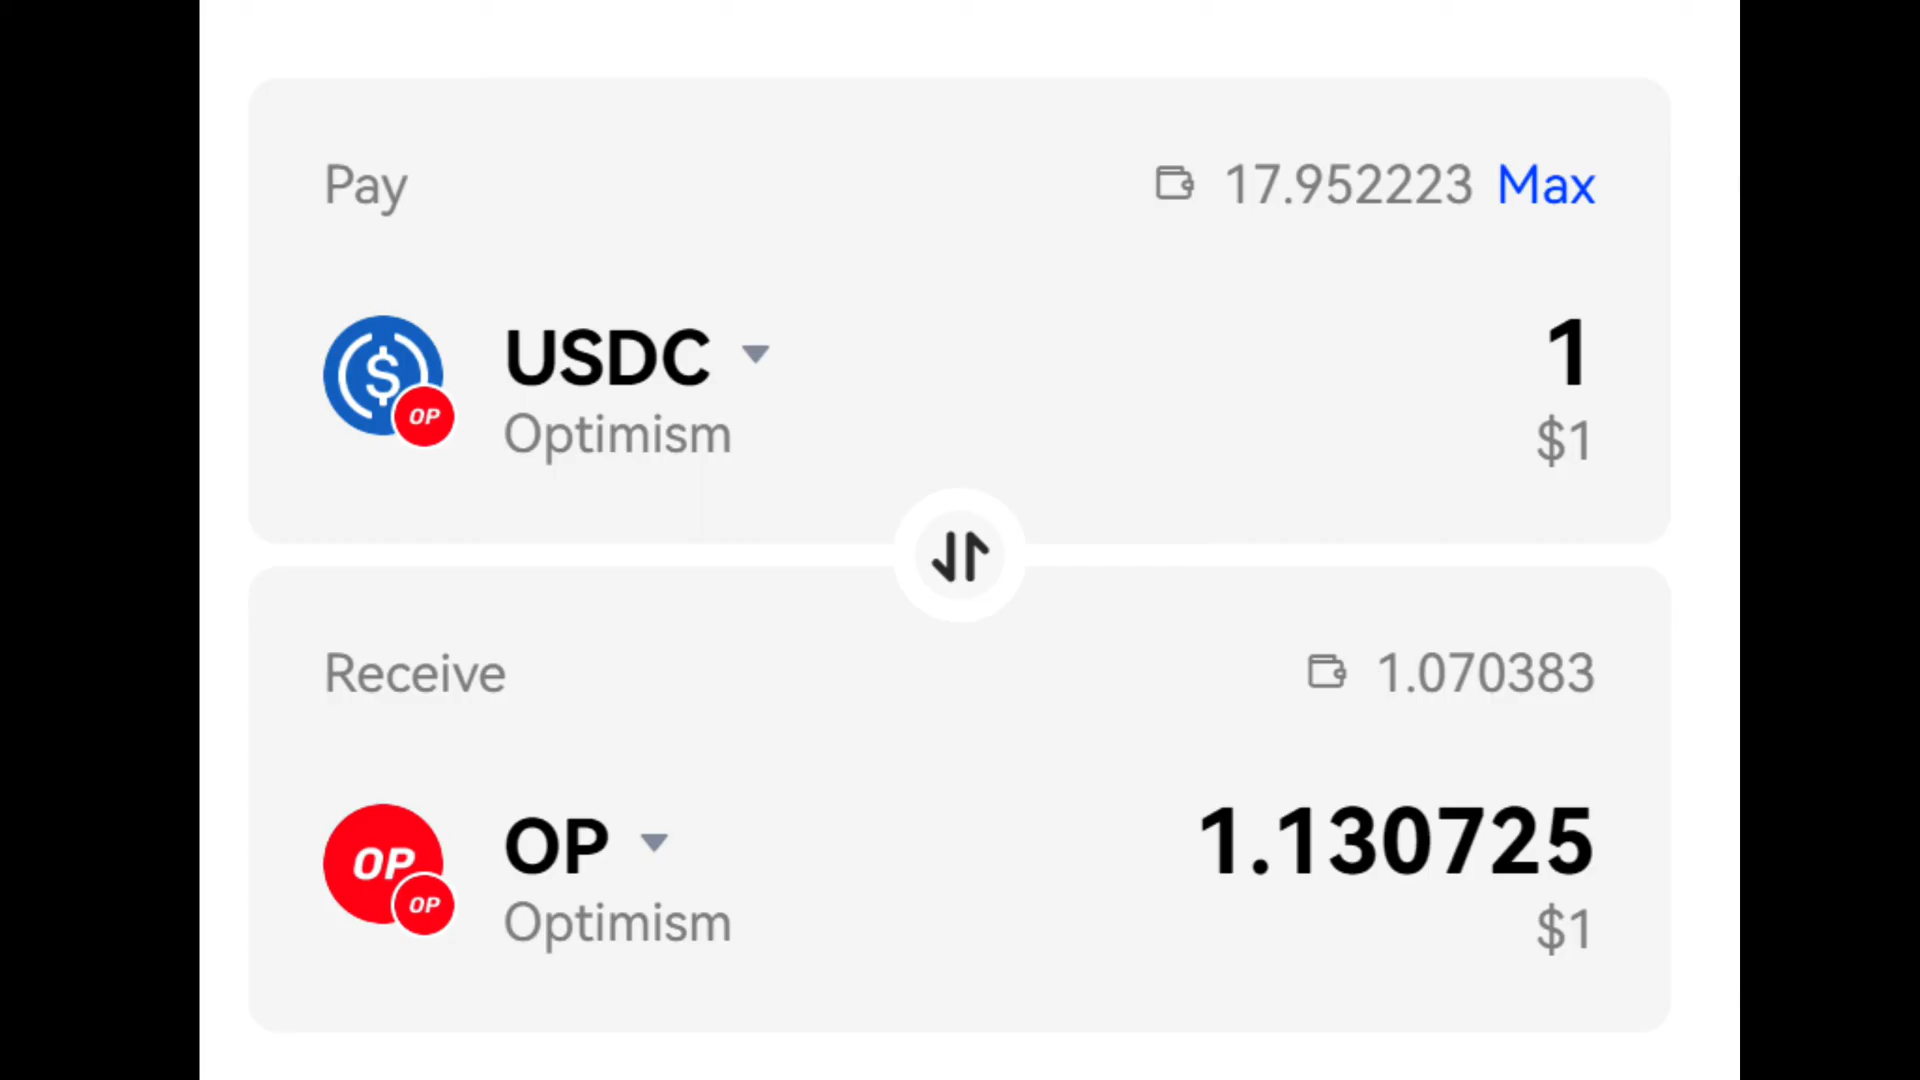 Pay 17.952223 Max
USDC 1
OP
Optimism $1
Receive 1.070383
OP 1.130725
OP
OP
Optimism $1